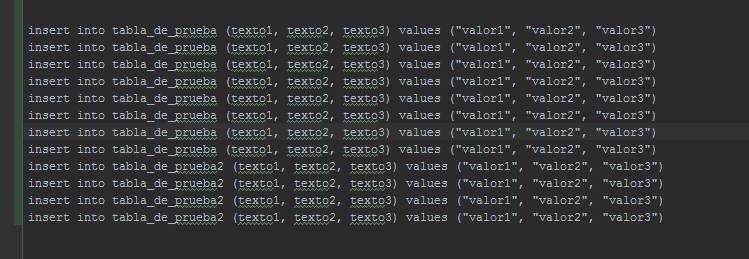 insert into tabla_de_prueba (texto1, texto2, texto3) values ("valor1", "valor2", "valor3")
insert into tabla_de_prueba (texto1, texto2, texto3) values ("valor1", "valor2", "valor3")
insert into tabla_de_prueba (texto1, texto2, texto3) values ("valor1", "valor2", "valor3")
insert into tabla_de_prueba (texto1, texto2, texto3) values ("valor1", "valor2", "valor3")
insert into tabla_de_prueba (texto1, texto2, texto3) values ("valor1", "valor2", "valor3")
insert into tabla_de_prueba (texto1, texto2, texto3) values ("valor1", "valor2", "valor3")
insert into tabla_de_prueba (texto1, texto2, texto3) values ("valor1", "valor2", "valor3")
insert into tabla_de_prueba (texto1, texto2, texto3) values ("valor1", "valor2", "valor3")
insert into tabla_de_prueba2 (texto1, texto2, texto3) values ("valor1", "valor2", "valor3")
insert into tabla_de_prueba2 (texto1, texto2, texto3) values ("valor1", "valor2", "valor3")
insert into tabla_de_prueba2 (texto1, texto2, texto3) values ("valor1", "valor2", "valor3")
insert into tabla_de_prueba2 (texto1, texto2, texto3) values ("valor1", "valor2", "valor3")